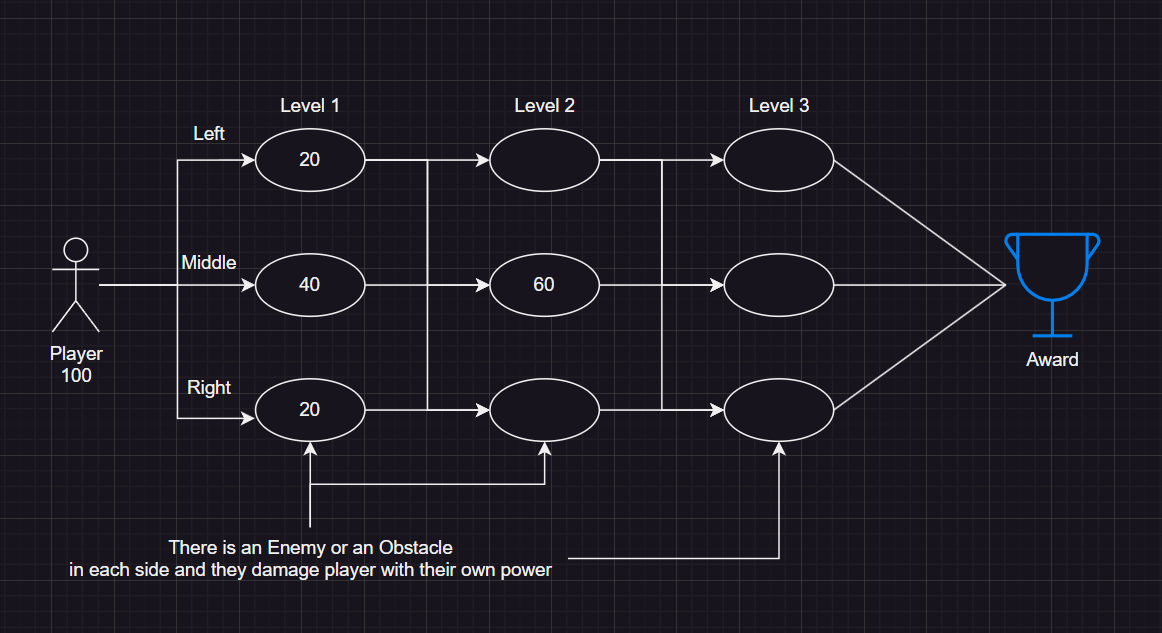 Level 1
Level 2
Level 3
Left
20
Middle
40
60
Right
20
Player
100
Award
There is an Enemy or an Obstacle
in each side and they damage player with their own power